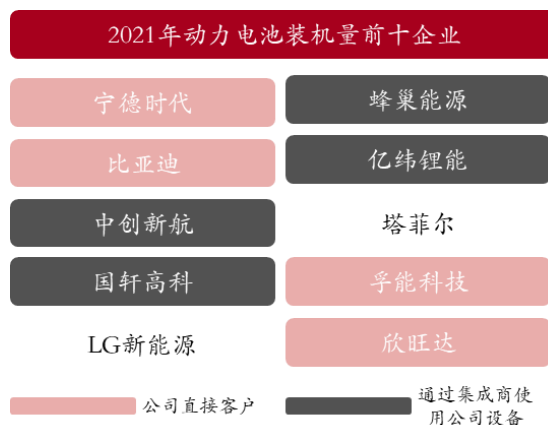 2021年动力电池装机量前十企业
宁德时代
比亚迪
中创新航
国轩高科
LG新能源
蜂巢能源
亿纬锂能
塔菲尔
孚能科技
欣旺达
公司直接客户
通过集成商使
用公司设备